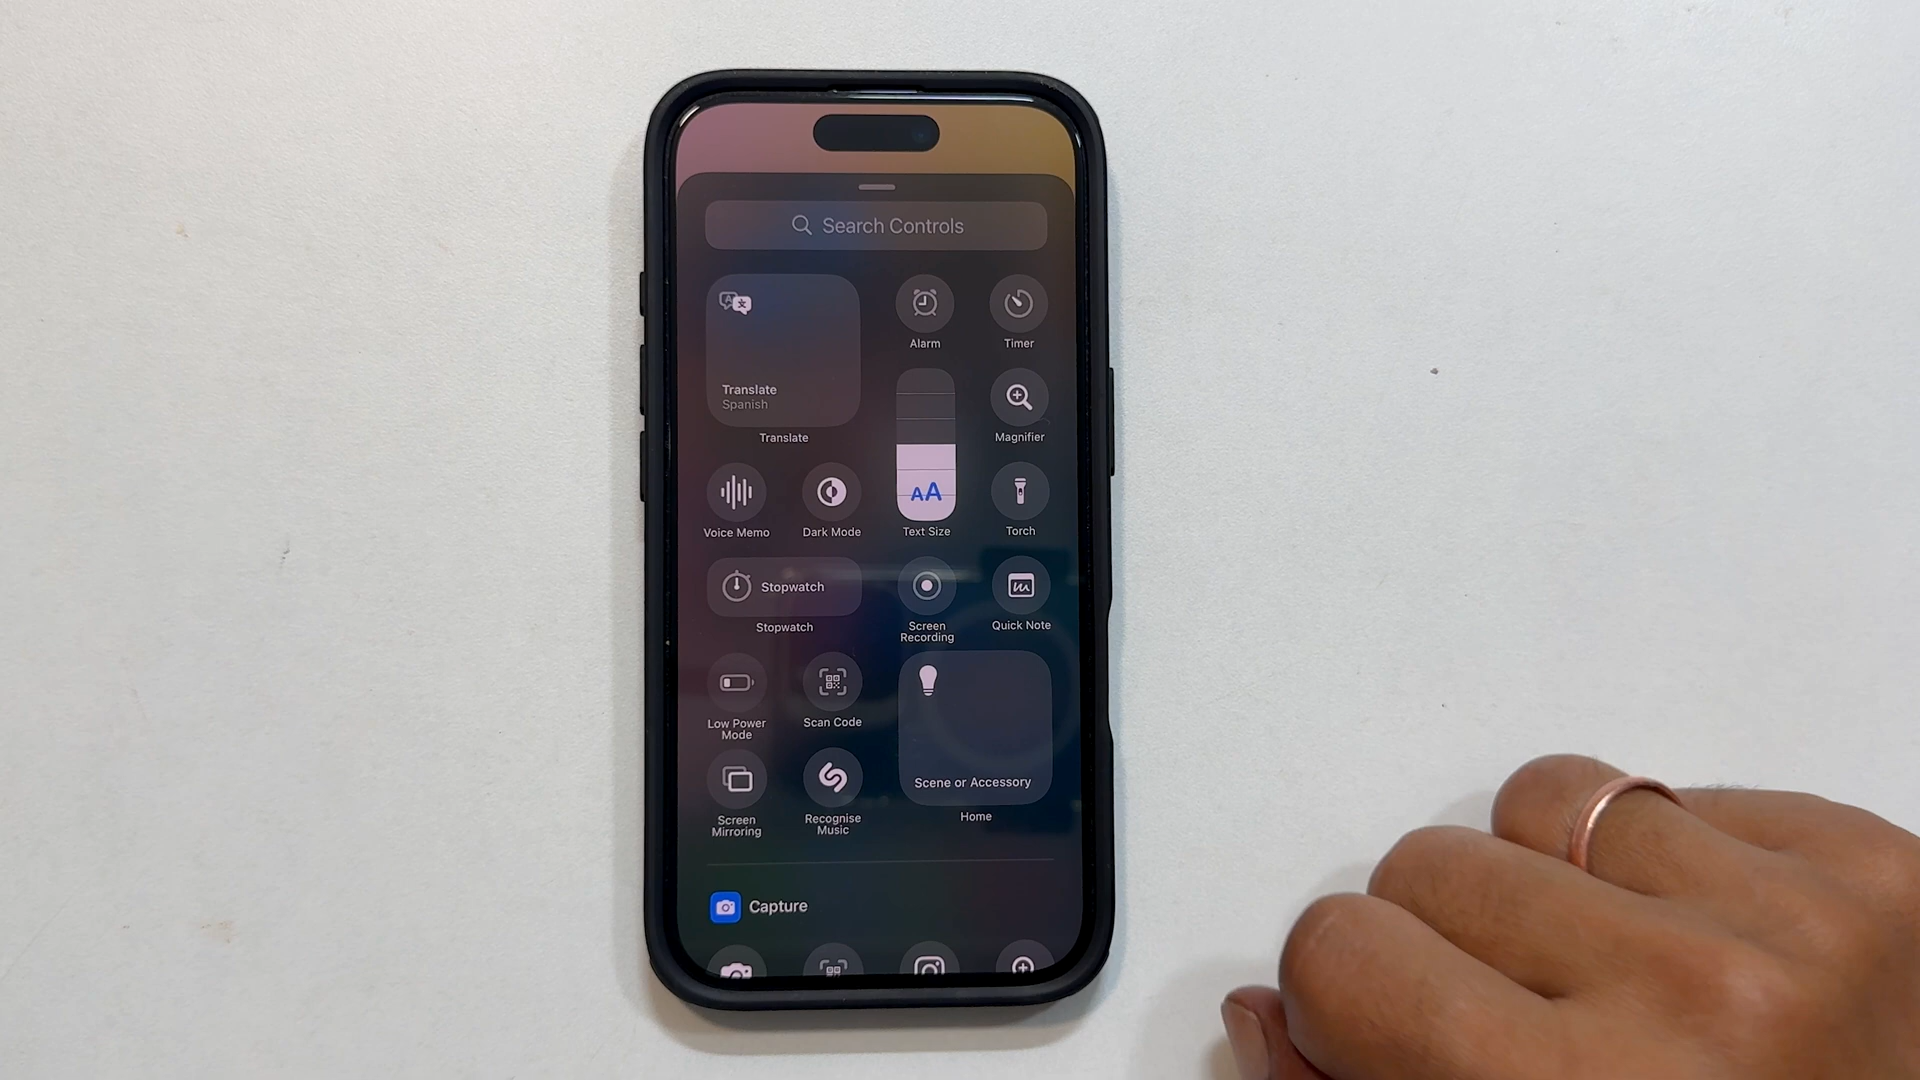 Search Controls
Translate
Spanish
Translate
Alarm
Timer
Magnifier
Voice Memo
Dark Mode
AA
Text Size
Torch
Stopwatch
Stopwatch
Screen
Recording
Quick Note
Low Power
Mode
Scan Code
Screen
Mirroring
Recognise
Music
Scene or Accessory
Home
Capture